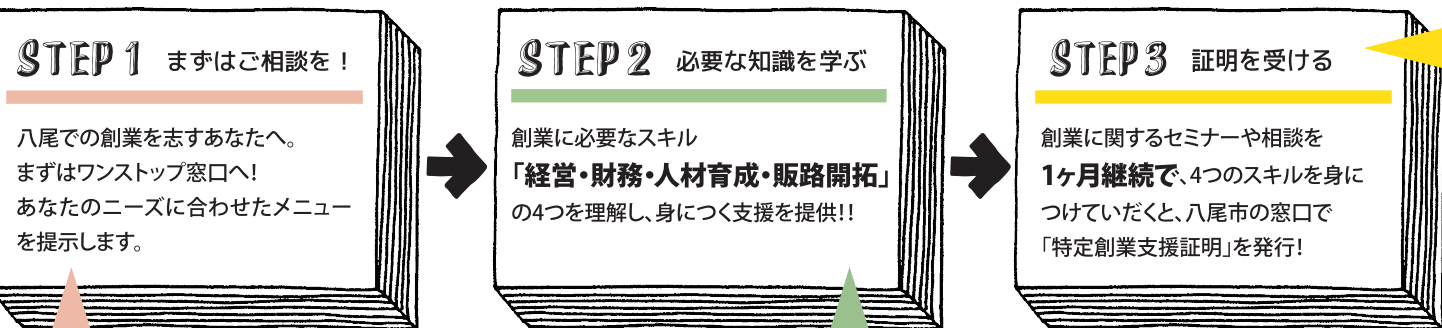 STEP 1 まずはご相談を！
八尾での創業を志すあなたへ。
まずはワンストップ窓口へ!
あなたのニーズに合わせたメニュー
を提示します。
STEP 2 必要な知識を学ぶ
創業に必要なスキル
「経営・財務・人材育成・販路開拓」
の4つを理解し、身につく支援を提供!!
STEP 3 証明を受ける
創業に関するセミナーや相談を
1ヶ月継続で、4つのスキルを身に
つけていだくと、八尾市の窓口で
「特定創業支援証明」を発行!